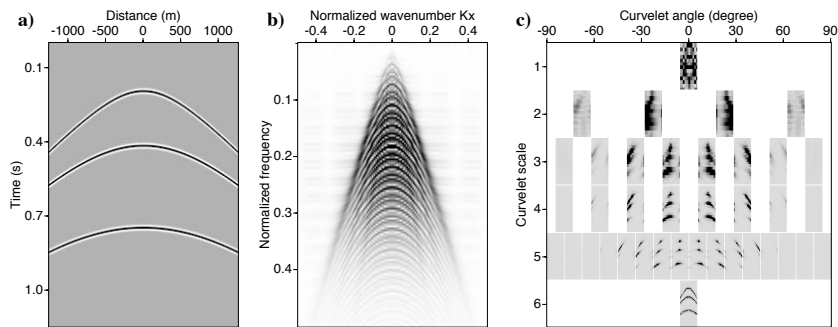 a)
Distance (m)
-1000 -500 0 500 1000
Time (s)
0.1
0.4
0.7
1.0
b)
Normalized wavenumber Kx
-0.4 -0.2 0 0.2 0.4
Normalized frequency
0.1
0.2
0.3
0.4
c)
Curvelet angle (degree)
-90 -60 -30 0 30 60 90
Curvelet scale
1
2
3
4
5
6